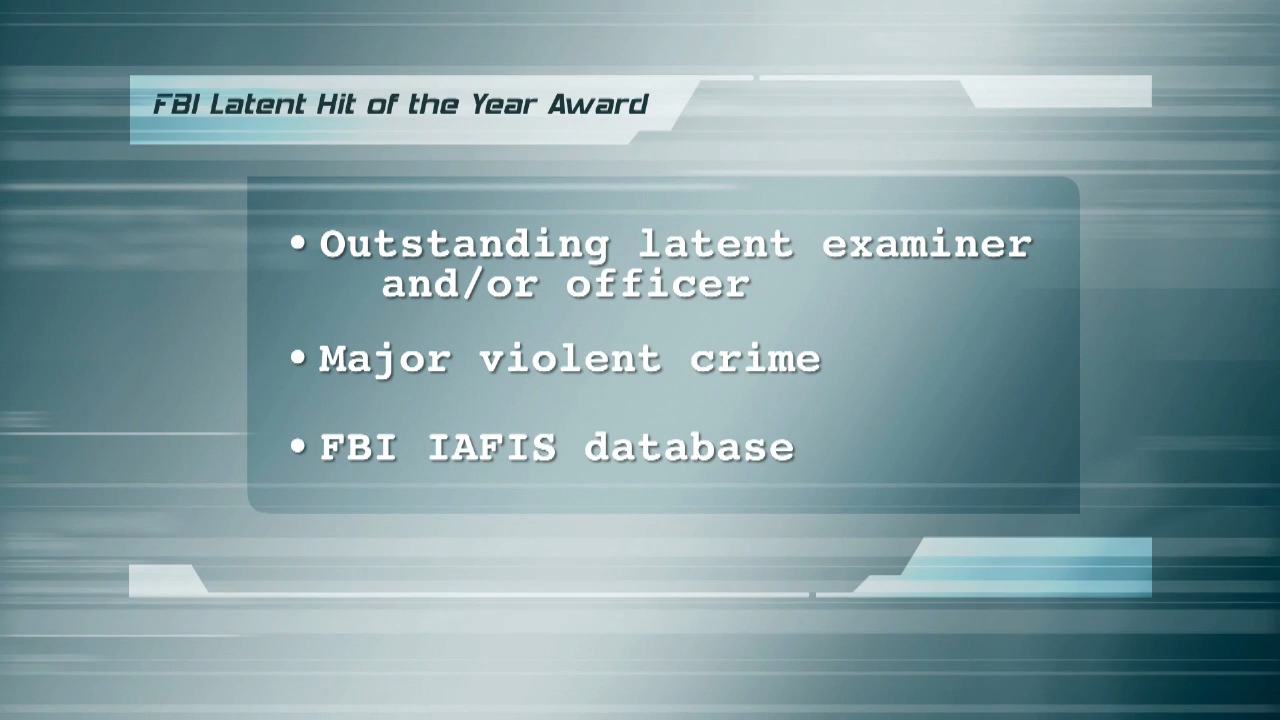 FBI Latent Hit of the Year Award
• Outstanding latent examiner
and/or officer
• Major violent crime
• FBI IAFIS database